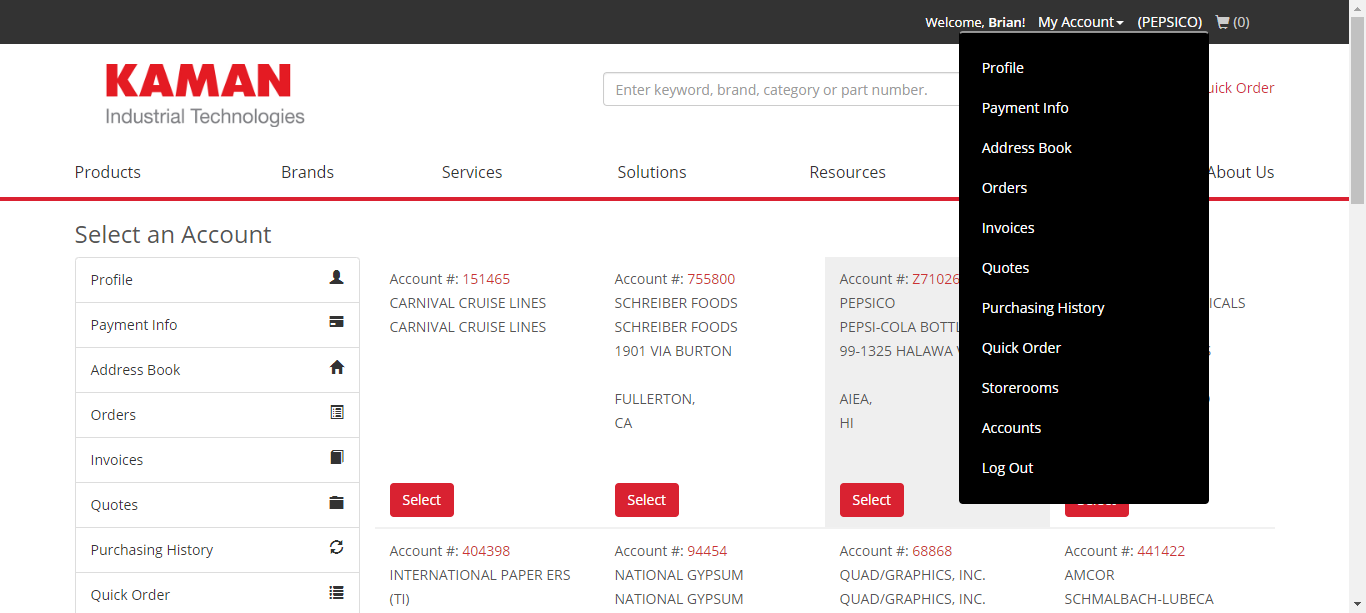 Welcome, Brian! My Account (PEPSICO) (0)
KAMAN
Industrial Technologies
Enter keyword, brand, category or part number.
Order
Products Brands Services Solutions Resources About Us
Profile
Payment Info
Address Book
Orders
Invoices
Quotes
Purchasing History
Quick Order
Storerooms
Accounts
Log Out
Select an Account
Profile
Payment Info
Address Book
Orders
Invoices
Quotes
Purchasing History
Quick Order
Account #: 151465
CARNIVAL CRUISE LINES
CARNIVAL CRUISE LINES
Select
Account #: 755800
SCHREIBER FOODS
SCHREIBER FOODS
1901 VIA BURTON
FULLERTON,
CA
Select
Account #: Z71026
PEPSICO
PEPSI-COLA
99-1325 HALAWA
AIEA,
HI
Select
Account #: 404398
INTERNATIONAL PAPER ERS
(TI)
Account #: 94454
NATIONAL GYPSUM
NATIONAL GYPSUM
Account #: 68868
QUAD/GRAPHICS, INC.
QUAD/GRAPHICS, INC.
Account #: 441422
AMCOR
SCHMALBACH-LUBECA